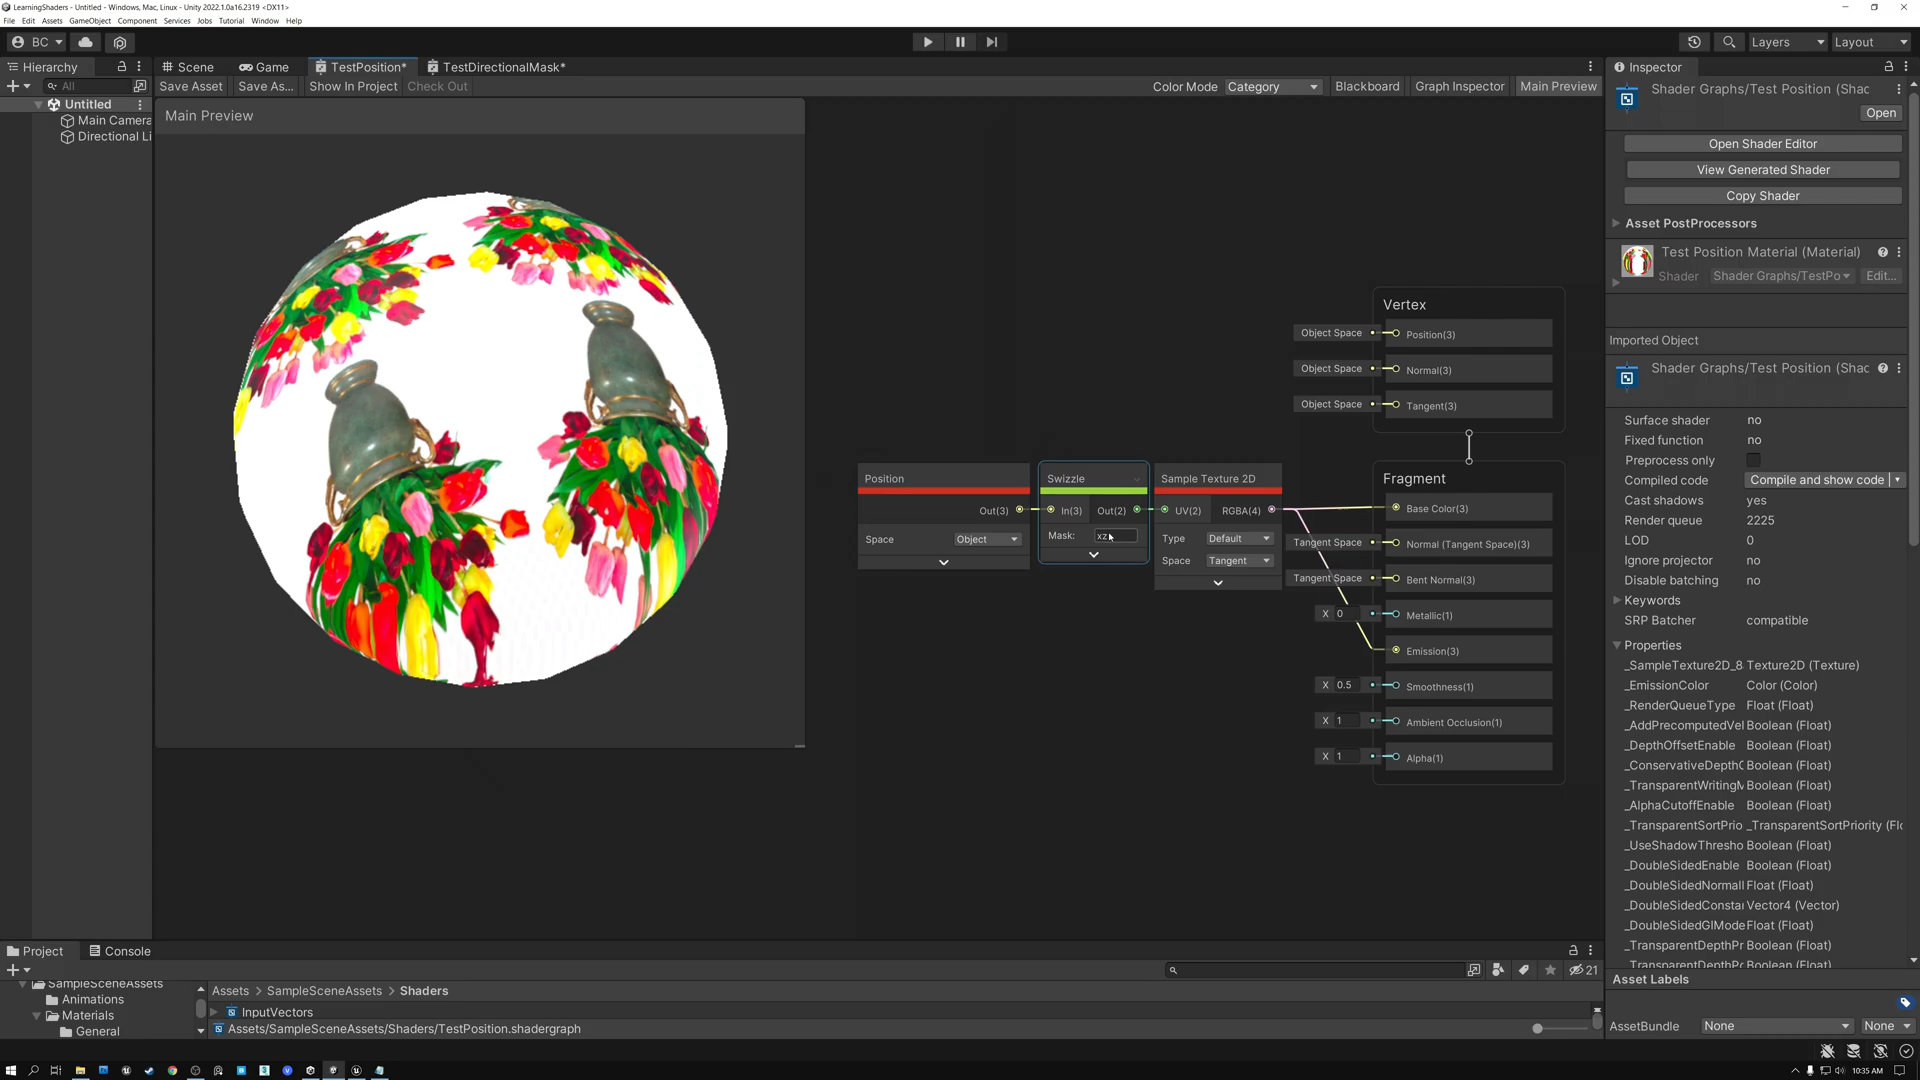 LearningShaders - Untitled - Windows, Mac, Linux - Unity 2022.1.0a16.2319 <DX11>
File Edit Assets GameObject Component Services Jobs Tutorial Window Help
BC Layers Layout
Hierarchy Scene Game TestPosition* TestDirectionalMask* Inspector
All Save Asset Save As... Show In Project Check Out Color Mode Category Blackboard Graph Inspector Main Preview
Untitled
Main Camera
Directional Li
Main Preview
Vertex
Object Space Position(3)
Object Space Normal(3)
Object Space Tangent(3)
Position Swizzle Sample Texture 2D Fragment
Out(3) In(3) Out(2) UV(2) RGBA(4) Base Color(3)
Space Object Mask: xz Type Default Tangent Space Normal (Tangent Space)(3)
Space Tangent
Tangent Space Bent Normal(3)
X 0 Metallic(1)
Emission(3)
X 0.5 Smoothness(1)
X 1 Ambient Occlusion(1)
X 1 Alpha(1)
Shader Graphs/Test Position (Shac
Open
Open Shader Editor
View Generated Shader
Copy Shader
Asset PostProcessors
Test Position Material (Material)
Shader Shader Graphs/TestPo Edit...
Imported Object
Shader Graphs/Test Position (Shac
Surface shader no
Fixed function no
Preprocess only
Compiled code Compile and show code
Cast shadows yes
Render queue 2225
LOD 0
Ignore projector no
Disable batching no
Keywords
SRP Batcher compatible
Properties
_SampleTexture2D_8 Texture2D (Texture)
_EmissionColor Color (Color)
_RenderQueueType Float (Float)
_AddPrecomputedVel Boolean (Float)
_DepthOffsetEnable Boolean (Float)
_ConservativeDepthC Boolean (Float)
_TransparentWritingM Boolean (Float)
_AlphaCutoffEnable Boolean (Float)
_TransparentSortPrio _TransparentSortPriority (Flo
_UseShadowThresho Boolean (Float)
_DoubleSidedEnable Boolean (Float)
_DoubleSidedNormalI Float (Float)
_DoubleSidedConstai Vector4 (Vector)
_DoubleSidedGIMode Float (Float)
_TransparentDepthPr Boolean (Float)
_TransparentDepthPo Boolean (Float)
Asset Labels
AssetBundle None None
Project Console
21
SampleSceneAssets
Animations
Materials
General
Assets > SampleSceneAssets > Shaders
InputVectors
Assets/SampleSceneAssets/Shaders/TestPosition.shadergraph
10:35 AM